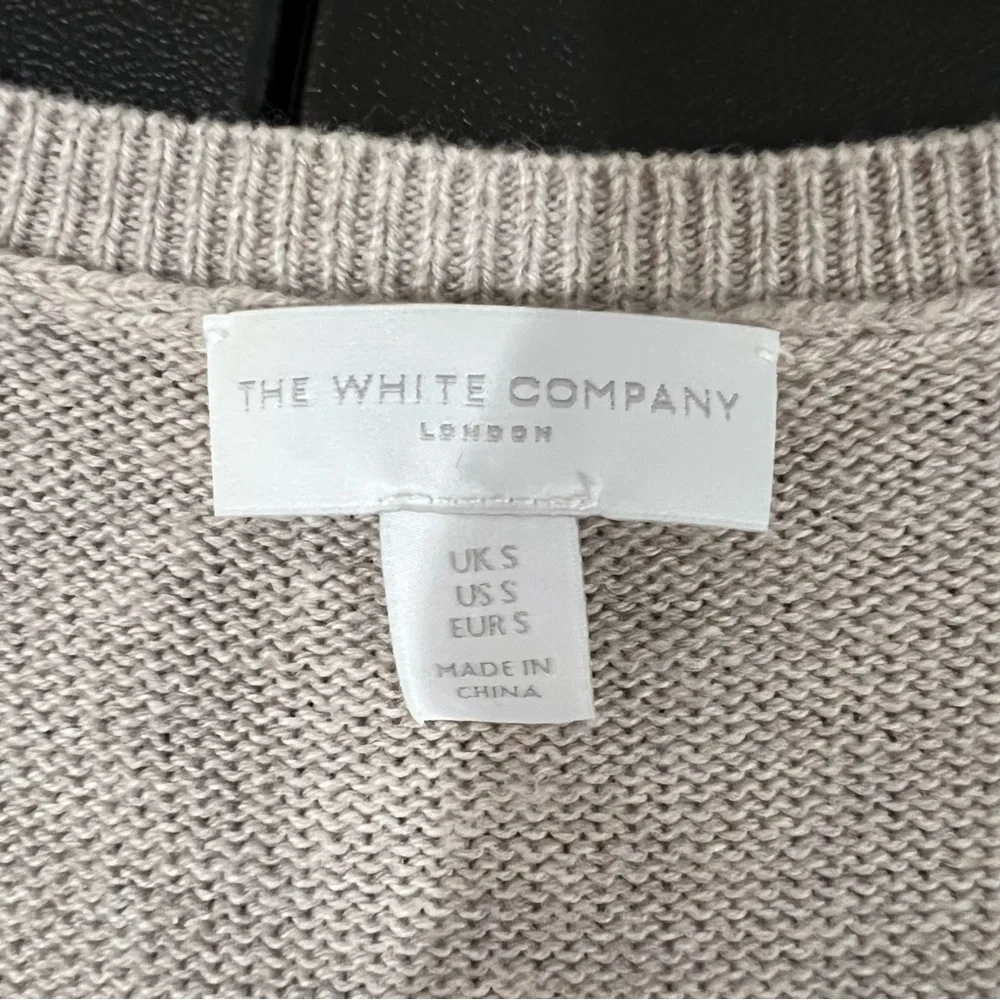 THE WHITE COMPANY
LONDON
UK S
US S
EUR S
MADE IN
CHINA